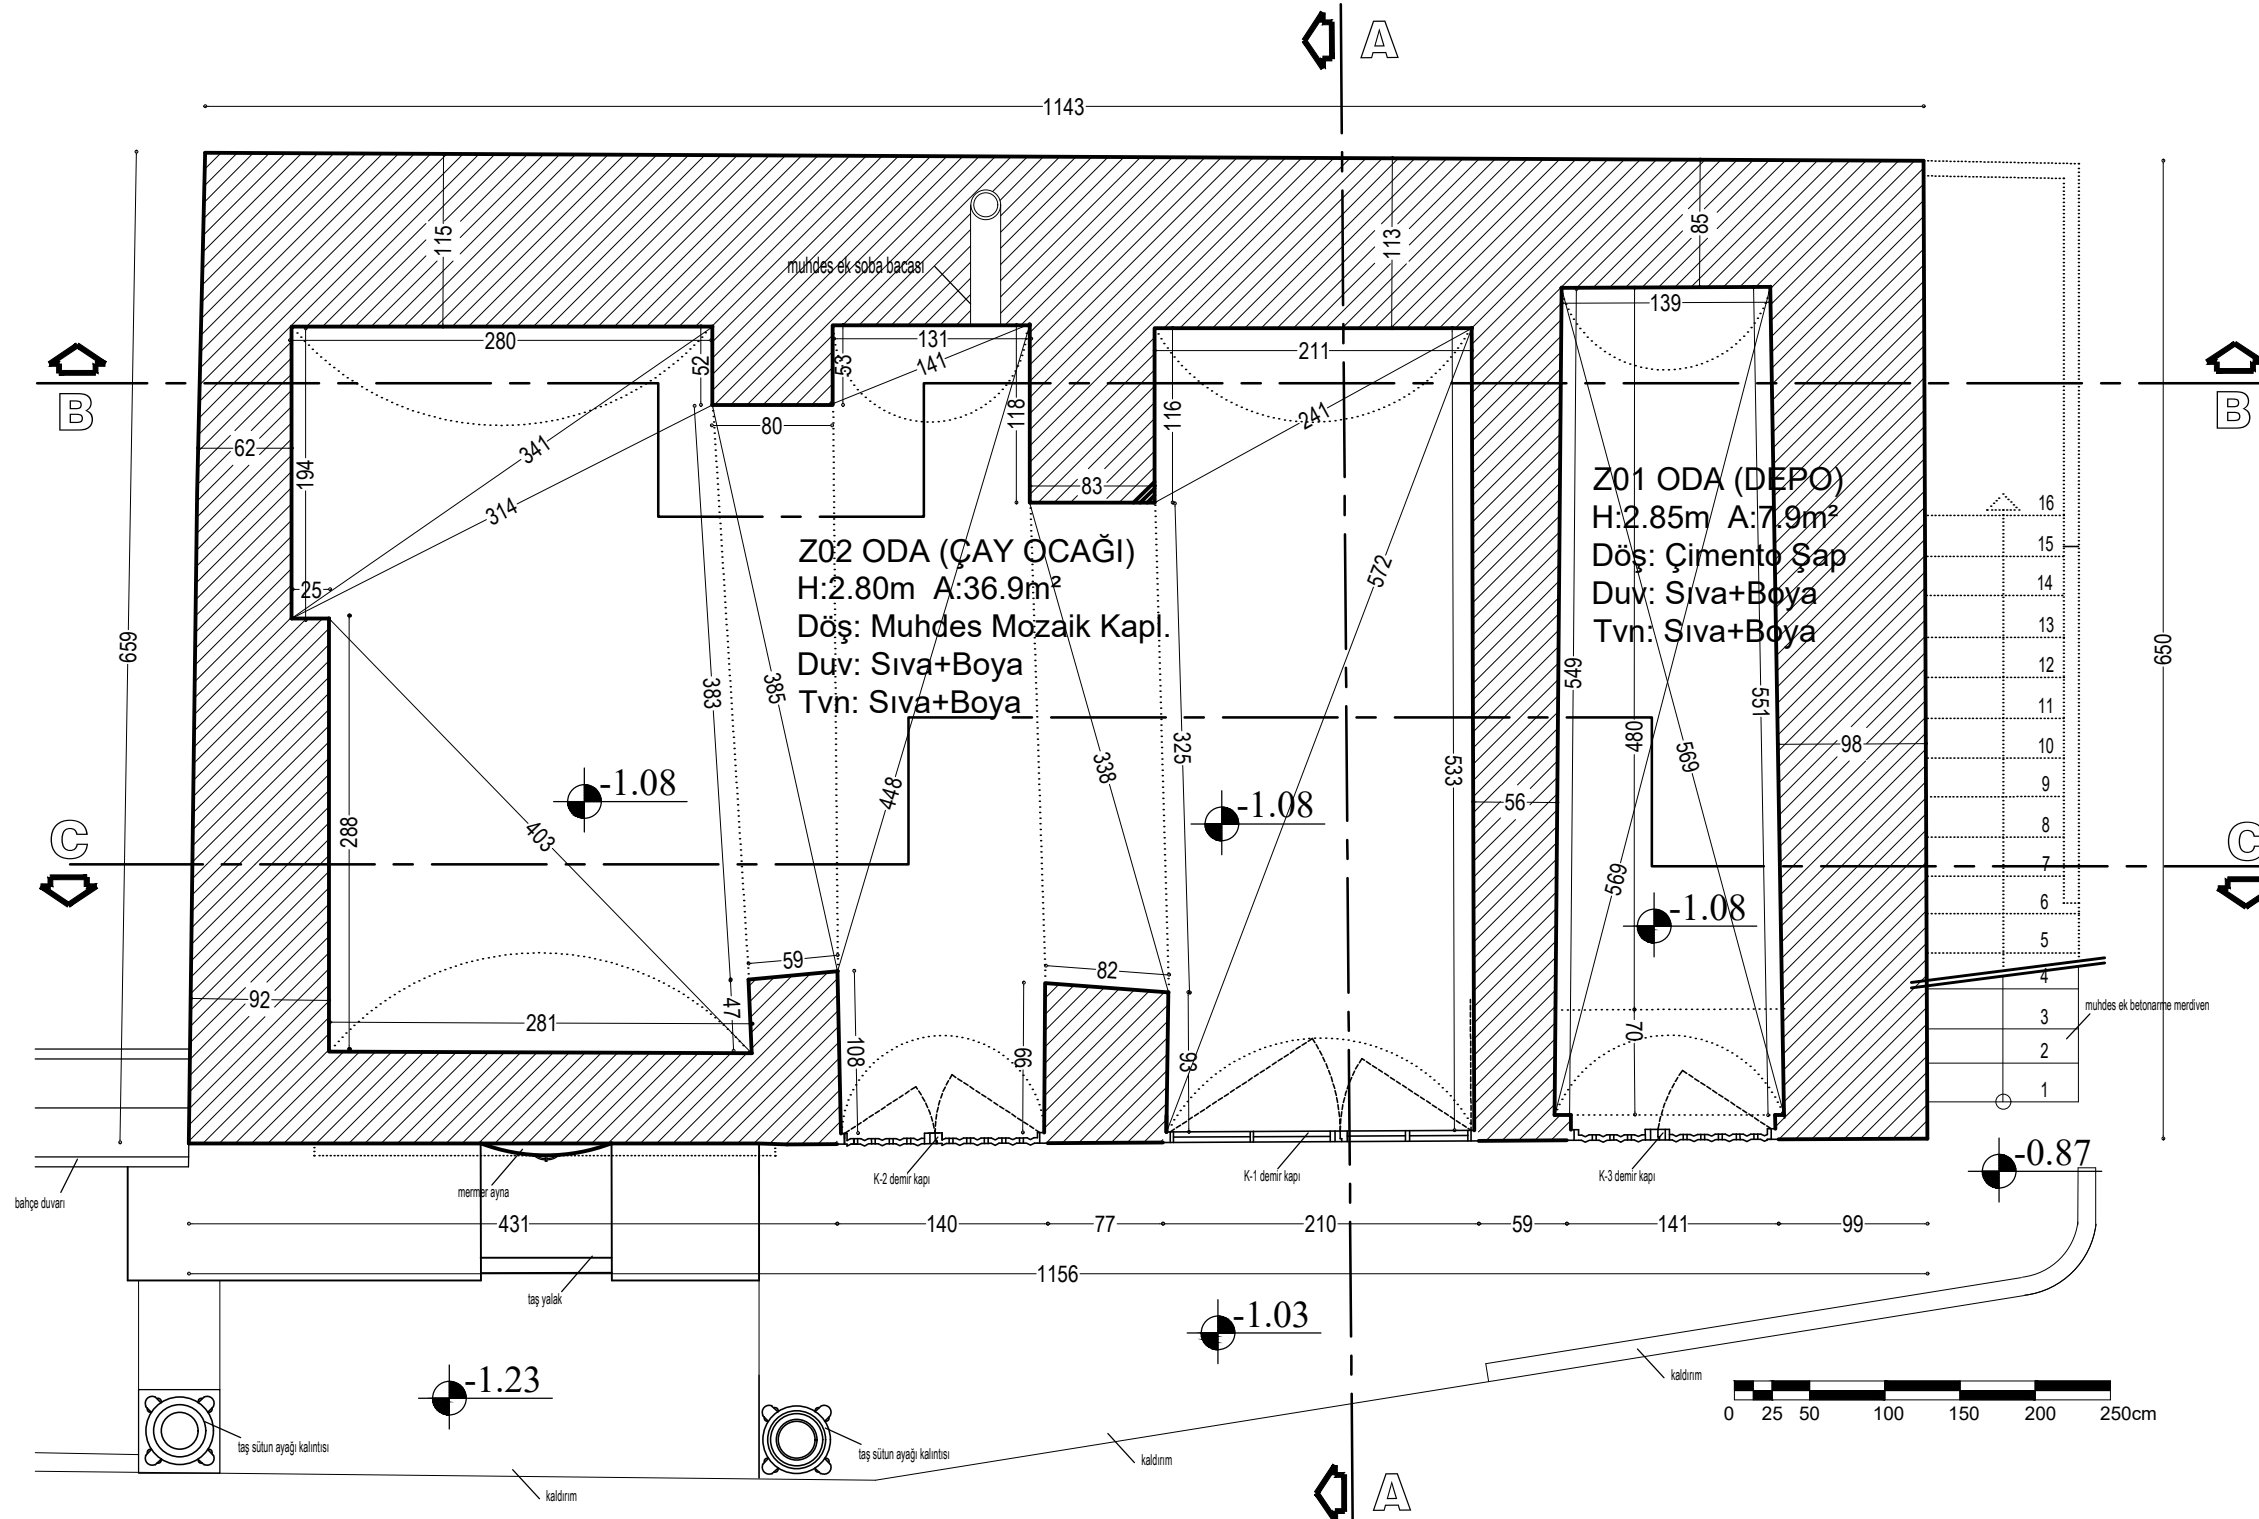 A
1143
115
113
85
muhdes ek soba bacası
280
52
53
131
141
211
139
B
B
62
194
341
314
80
118
83
116
241
25
Z02 ODA (ÇAY OCAĞI)
H:2.80m A:36.9m²
Döş: Muhdes Mozaik Kapl.
Duv: Sıva+Boya
Tvn: Sıva+Boya
Z01 ODA (DEPO)
H:2.85m A:7.9m²
Döş: Çimento Şap
Duv: Sıva+Boya
Tvn: Sıva+Boya
572
659
650
383
385
325
338
448
533
549
480
551
569
569
98
56
288
403
-1.08
-1.08
-1.08
C
C
16
15
14
13
12
11
10
9
8
7
6
5
4
3
2
1
muhdes ek betonarme merdiven
92
281
59
47
82
108
99
93
70
bahçe duvarı
mermer ayna
K-2 demir kapı
K-1 demir kapı
K-3 demir kapı
-0.87
431
140
77
210
59
141
99
1156
taş yalak
-1.03
-1.23
kaldırım
taş sütun ayağı kalıntısı
taş sütun ayağı kalıntısı
kaldırım
kaldırım
0 25 50 100 150 200 250cm
A